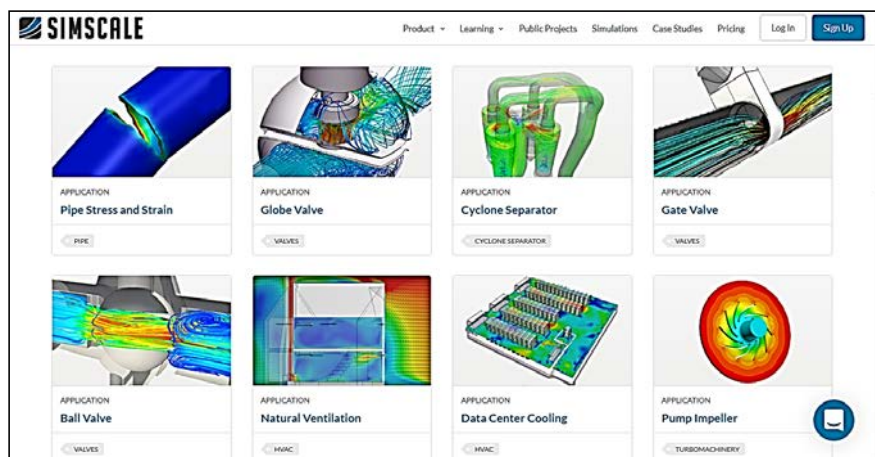 SIMSCALE
Product Learning Public Projects Simulations Case Studies Pricing Log In Sign Up
APPLICATION APPLICATION APPLICATION APPLICATION
Pipe Stress and Strain Globe Valve Cyclone Separator Gate Valve
PIPE VALVES CYCLONE SEPARATOR VALVES
APPLICATION APPLICATION APPLICATION APPLICATION
Ball Valve Natural Ventilation Data Center Cooling Pump Impeller
VALVES HVAC HVAC TURBOMACHINERY